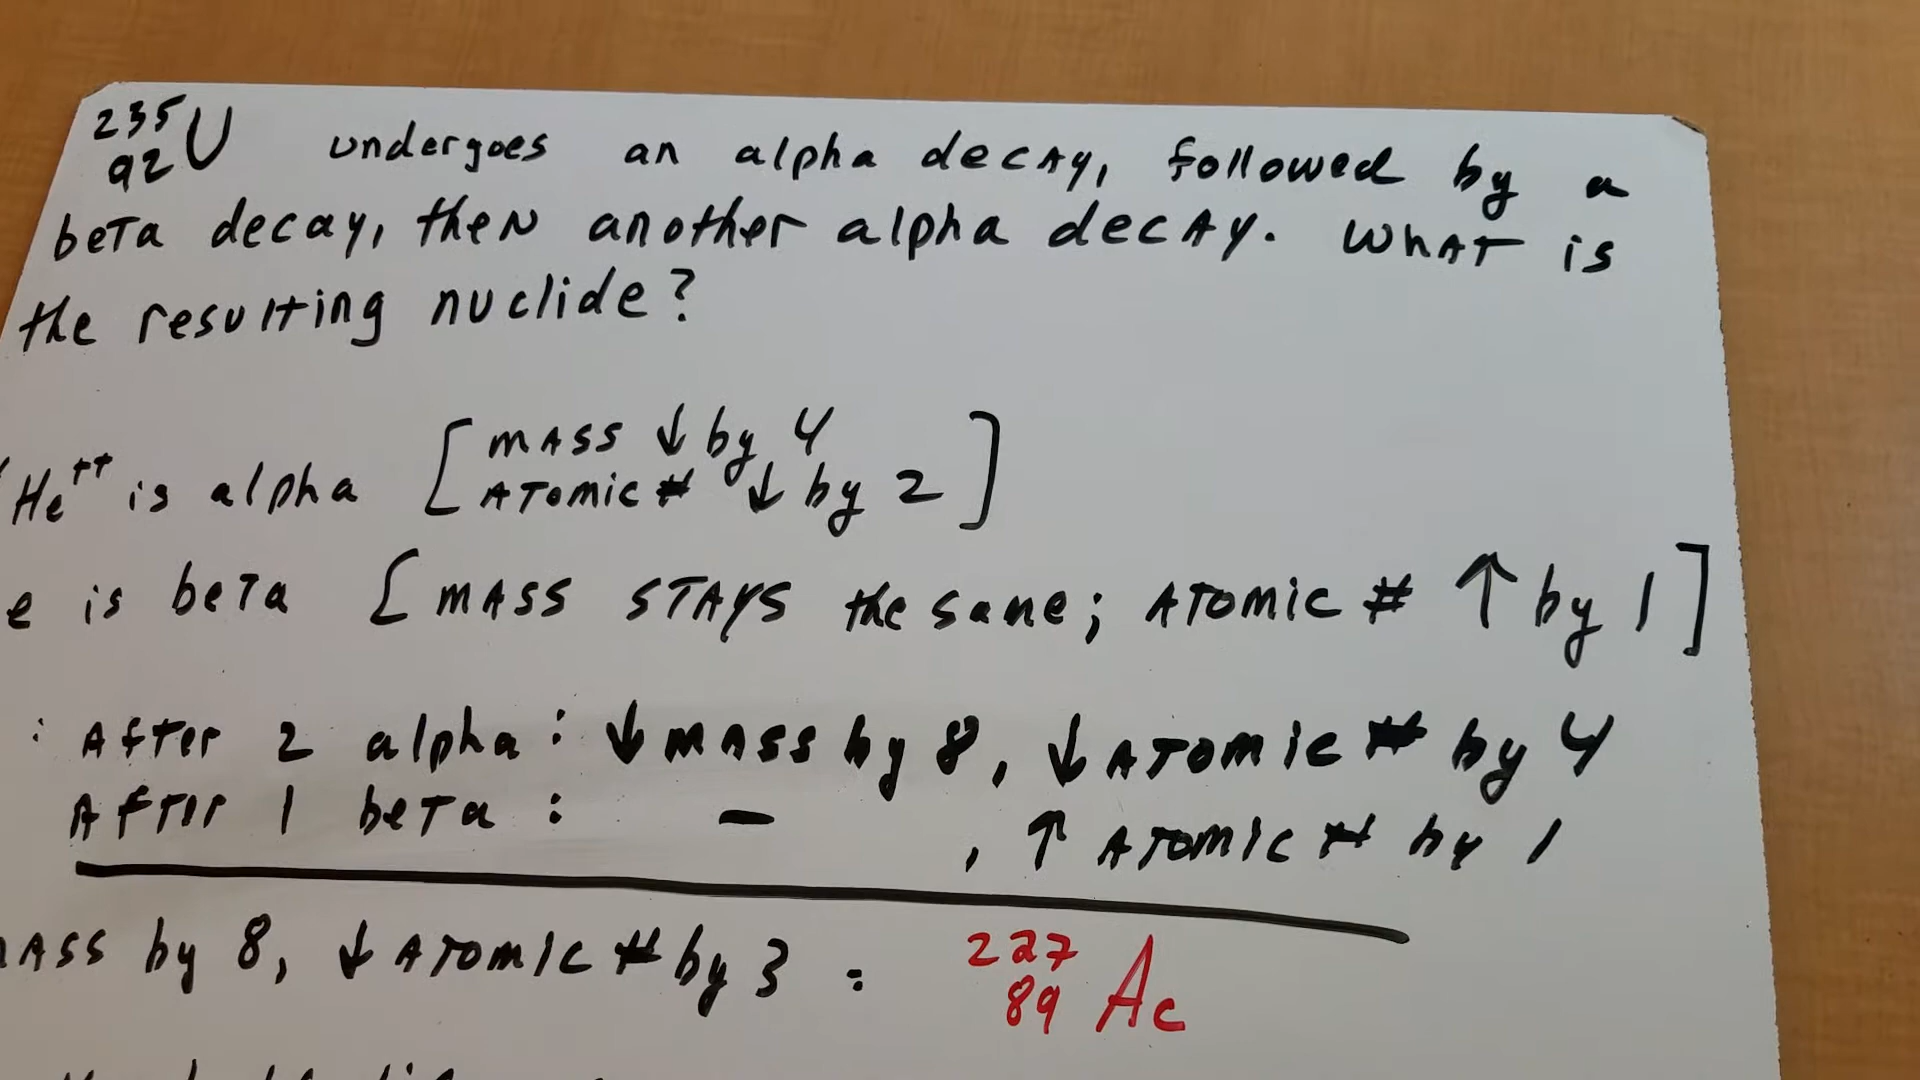 235
92 U undergoes an alpha decay, followed by a
beta decay, then another alpha decay. What is
the resulting nuclide?
He++ is alpha [mass ↓ by 4
Atomic # ↓ by 2]
e is beta [mass stays the same; Atomic # ↑ by 1]
: After 2 alpha: ↓ mass by 8, ↓ Atomic # by 4
After 1 beta: - , ↑ Atomic # by 1
ass by 8, ↓ Atomic # by 3 : 227
89 Ac